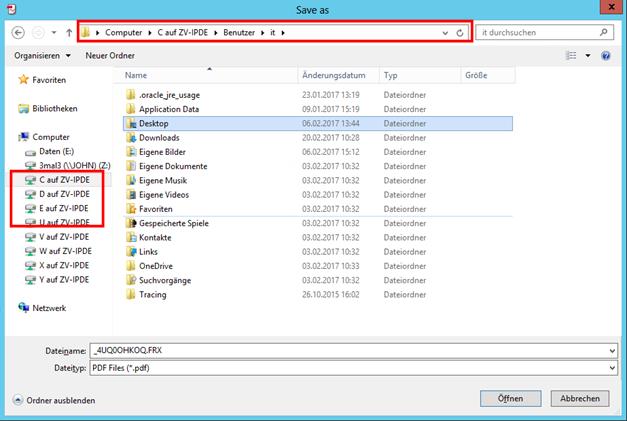 Save as
Computer ▸ C auf ZV-IPDE ▸ Benutzer ▸ it ▸
it durchsuchen
Organisieren
Neuer Ordner
Name Änderungsdatum Typ Größe
Favoriten
Bibliotheken
Computer
Daten (E:)
3mal3 (\\JOHN) (Z:)
C auf ZV-IPDE
D auf ZV-IPDE
E auf ZV-IPDE
U auf ZV-IPDE
V auf ZV-IPDE
W auf ZV-IPDE
X auf ZV-IPDE
Y auf ZV-IPDE
Netzwerk
.oracle_jre_usage 23.01.2017 13:19 Dateiordner
Application Data 09.01.2017 15:19 Dateiordner
Desktop 06.02.2017 13:44 Dateiordner
Downloads 20.02.2017 10:28 Dateiordner
Eigene Bilder 06.02.2017 15:12 Dateiordner
Eigene Dokumente 03.02.2017 10:32 Dateiordner
Eigene Musik 03.02.2017 10:32 Dateiordner
Eigene Videos 03.02.2017 10:32 Dateiordner
Favoriten 03.02.2017 10:32 Dateiordner
Gespeicherte Spiele 03.02.2017 10:32 Dateiordner
Kontakte 03.02.2017 10:32 Dateiordner
Links 03.02.2017 10:32 Dateiordner
OneDrive 03.02.2017 10:33 Dateiordner
Suchvorgänge 03.02.2017 10:32 Dateiordner
Tracing 26.10.2015 16:02 Dateiordner
Dateiname: _4UQ0OHKOQ.FRX
Dateityp: PDF Files (*.pdf)
Ordner ausblenden
Öffnen
Abbrechen